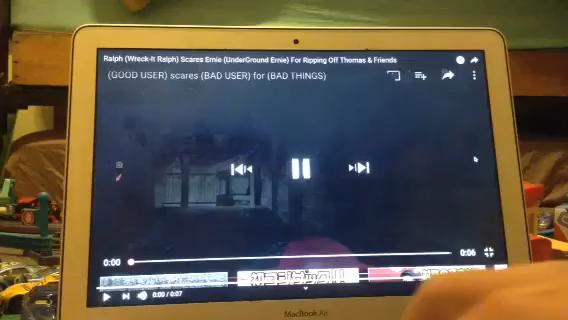 Ralph (Wreck-It Ralph) Scares Ernie (UnderGround Ernie) For Ripping Off Thomas & Friends
(GOOD USER) scares (BAD USER) for (BAD THINGS)
0:00
0:06
0:00 / 0:07
MacBook Air